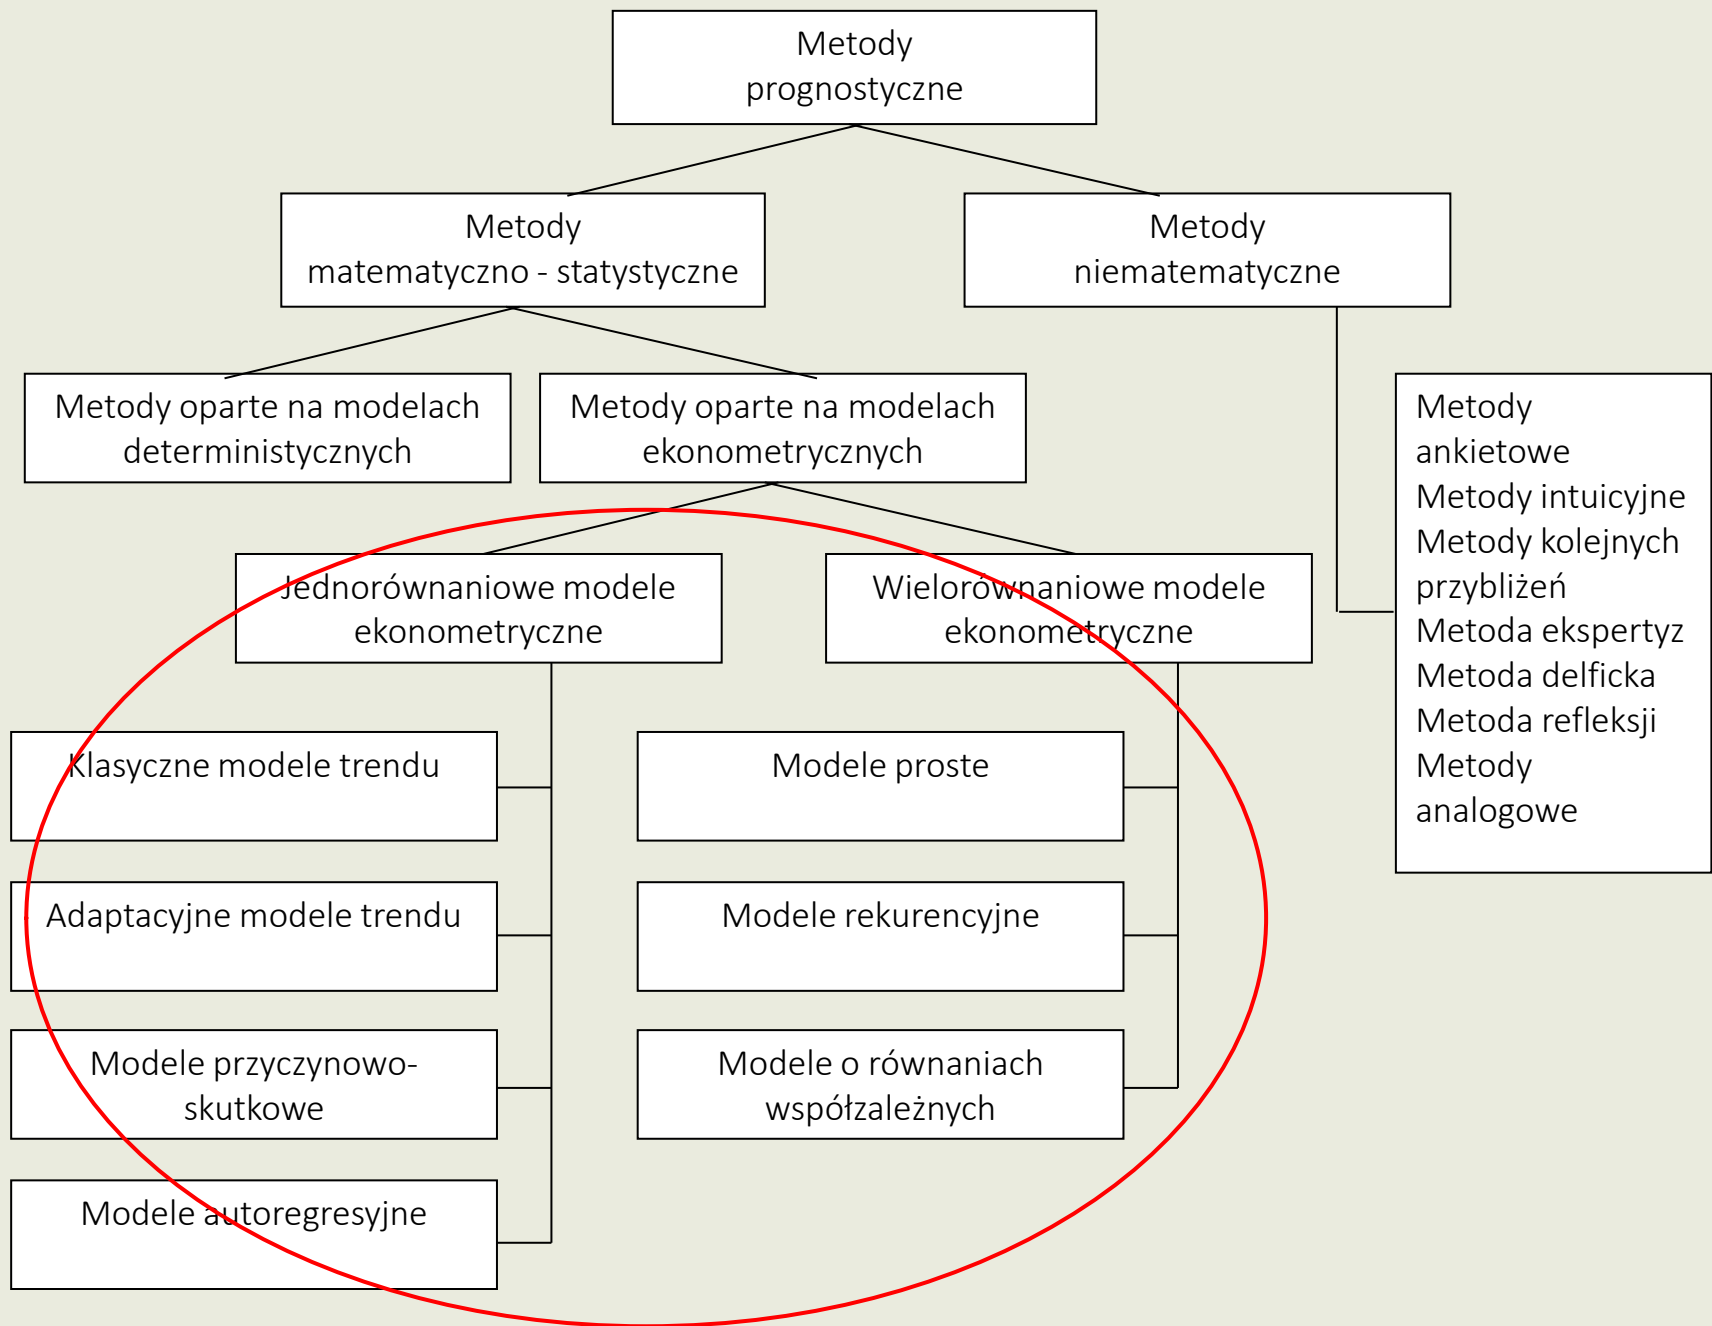 Metody
prognostyczne
Metody
matematyczno - statystyczne
Metody
niematematyczne
Metody oparte na modelach
deterministycznych
Metody oparte na modelach
ekonometrycznych
Metody
ankietowe
Metody intuicyjne
Metody kolejnych
przybliżeń
Metoda ekspertyz
Metoda delficka
Metoda refleksji
Metody
analogowe
Jednorównaniowe modele
ekonometryczne
Wielorównaniowe modele
ekonometryczne
Klasyczne modele trendu
Modele proste
Adaptacyjne modele trendu
Modele rekurencyjne
Modele przyczynowo-
skutkowe
Modele o równaniach
współzależnych
Modele autoregresyjne